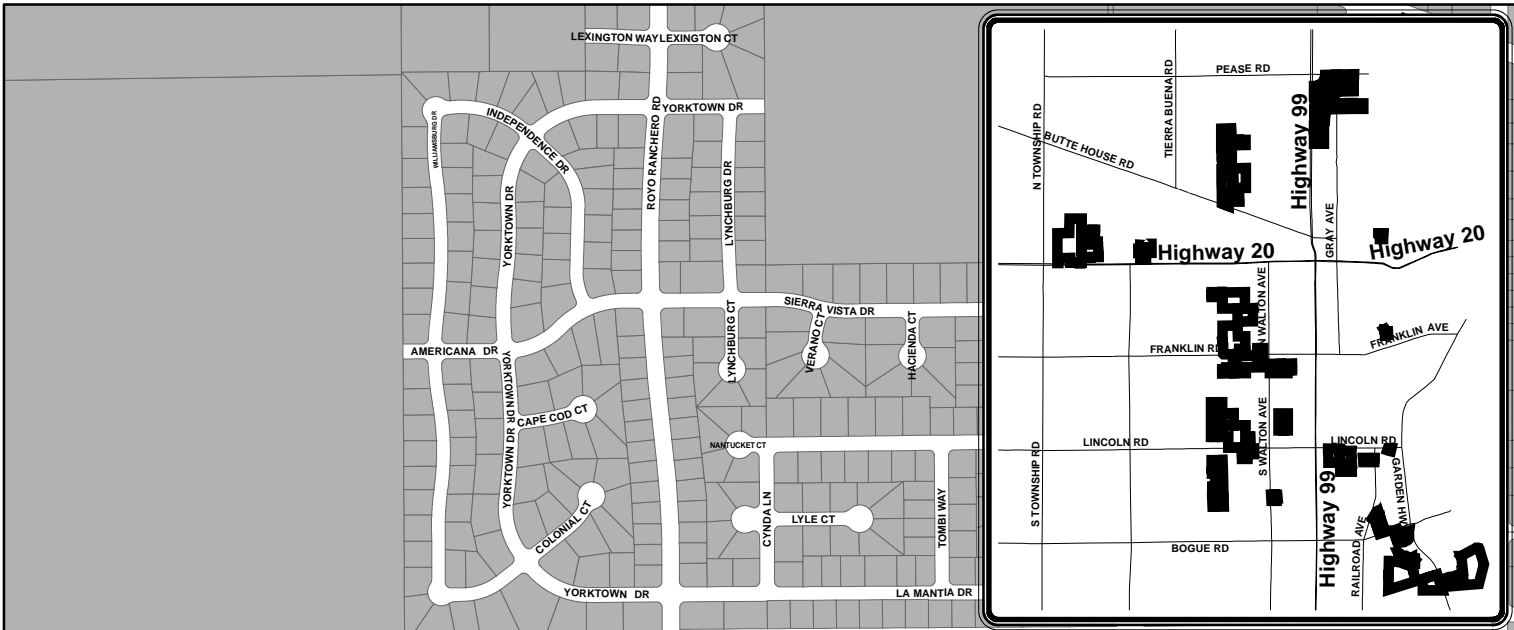 LEXINGTON WAY
LEXINGTON CT
YORKTOWN DR
INDEPENDENCE DR
WILLIAMSBURG DR
ROYO RANCHERO RD
LYNCHBURG DR
YORKTOWN DR
SIERRA VISTA DR
LYNCHBURG CT
VERANO CT
HACIENDA CT
AMERICANA DR
YORKTOWN DR
CAPE COD CT
NANTUCKET CT
YORKTOWN DR
COLONIAL CT
CYNDA LN
LYLE CT
TOMBI WAY
YORKTOWN DR
LA MANTIA DR
PEASE RD
TIERRA BUENA RD
N TOWNSHIP RD
BUTTE HOUSE RD
Highway 99
GRAY AVE
Highway 20
Highway 20
N WALTON AVE
FRANKLIN RD
FRANKLIN AVE
S WALTON AVE
LINCOLN RD
LINCOLN RD
S TOWNSHIP RD
GARDEN HWY
Highway 99
RAILROAD AVE
BOGUE RD